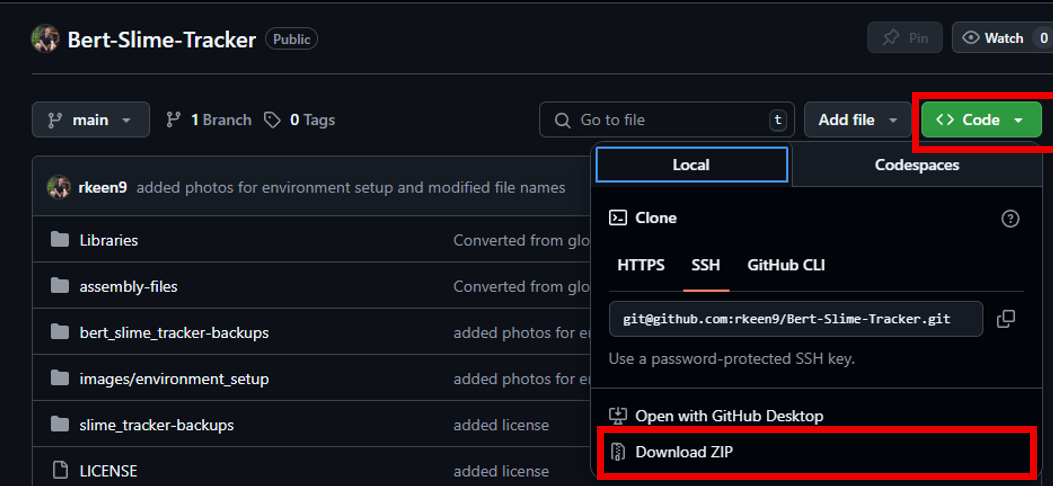 Bert-Slime-Tracker Public
Pin
Watch 0
main
1 Branch
0 Tags
Go to file t
Add file
<> Code
Local
Codespaces
rkeen9 added photos for environment setup and modified file names
Clone
Libraries
Converted from glo
HTTPS
SSH
GitHub CLI
assembly-files
Converted from glo
git@github.com:rkeen9/Bert-Slime-Tracker.git
bert_slime_tracker-backups
added photos for e
Use a password-protected SSH key.
images/environment_setup
added photos for e
Open with GitHub Desktop
slime_tracker-backups
added license
Download ZIP
LICENSE
added license